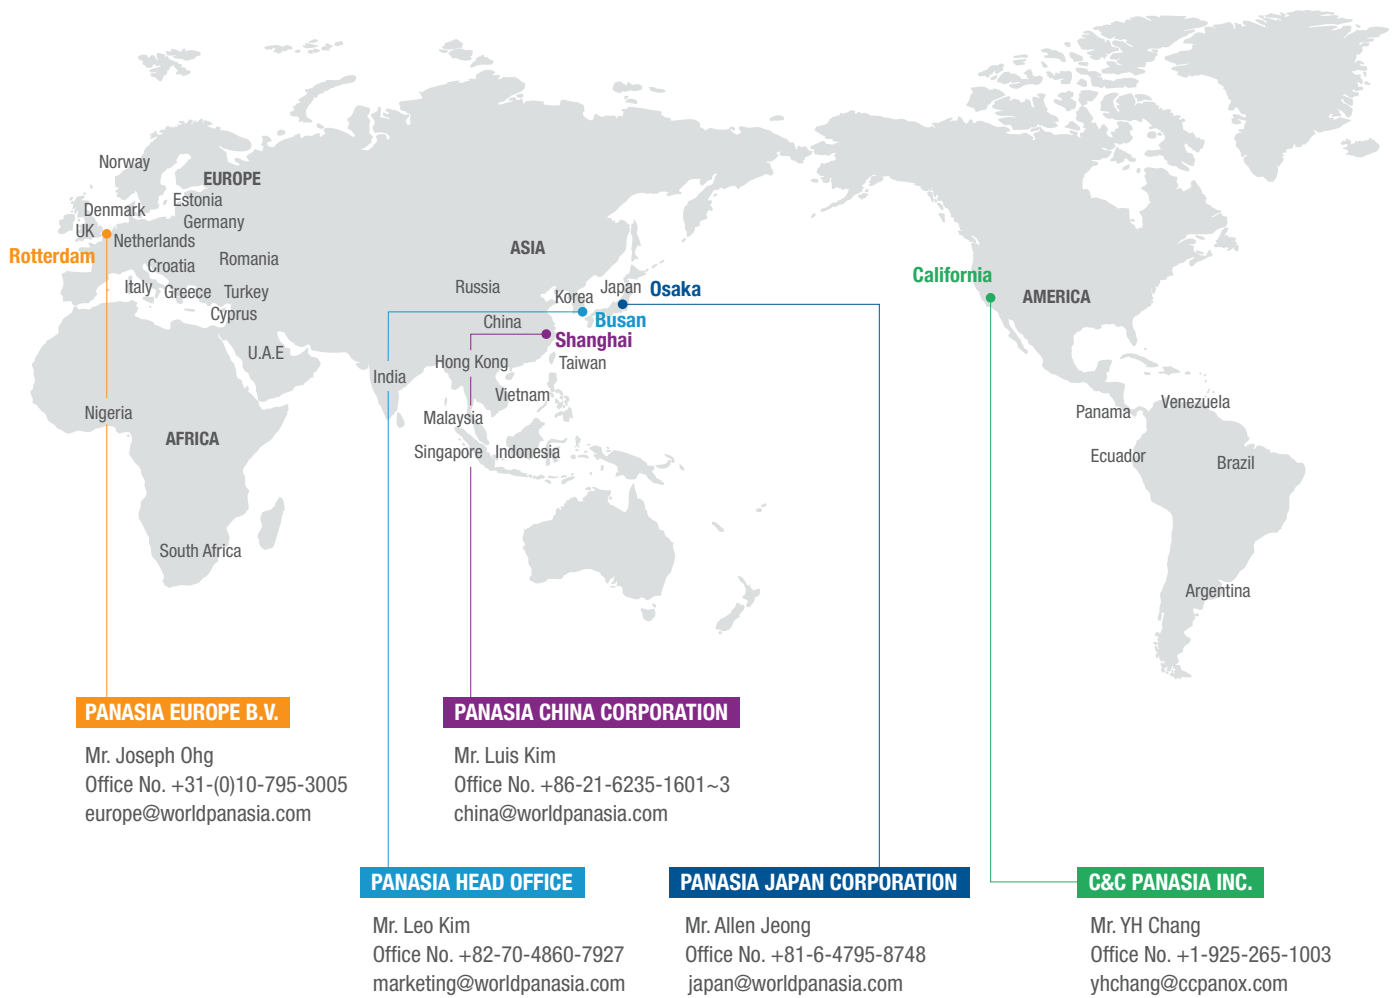 Norway
EUROPE
Estonia
Denmark
Germany
UK
Netherlands
Rotterdam
Croatia
Romania
Italy
Greece
Turkey
Cyprus
U.A.E
Nigeria
AFRICA
South Africa
ASIA
Russia
Korea
Japan
Osaka
Busan
China
Shanghai
Hong Kong
Taiwan
India
Vietnam
Malaysia
Singapore
Indonesia
California
AMERICA
Panama
Venezuela
Ecuador
Brazil
Argentina
PANASIA EUROPE B.V.
Mr. Joseph Ohg
Office No. +31-(0)10-795-3005
europe@worldpanasia.com
PANASIA CHINA CORPORATION
Mr. Luis Kim
Office No. +86-21-6235-1601~3
china@worldpanasia.com
PANASIA HEAD OFFICE
Mr. Leo Kim
Office No. +82-70-4860-7927
marketing@worldpanasia.com
PANASIA JAPAN CORPORATION
Mr. Allen Jeong
Office No. +81-6-4795-8748
japan@worldpanasia.com
C&C PANASIA INC.
Mr. YH Chang
Office No. +1-925-265-1003
yhchang@ccpanox.com